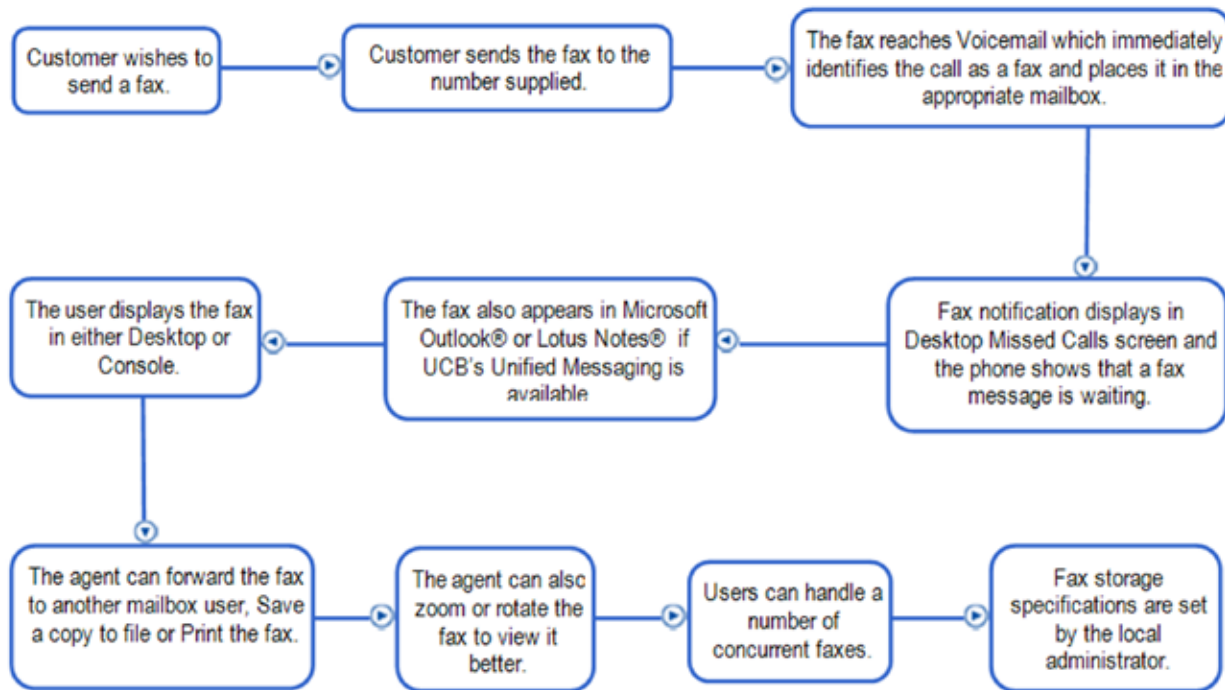 Customer wishes to
send a fax.
Customer sends the fax to the
number supplied.
The fax reaches Voicemail which immediately
identifies the call as a fax and places it in the
appropriate mailbox.
Fax notification displays in
Desktop Missed Calls screen and
the phone shows that a fax
message is waiting.
The fax also appears in Microsoft
Outlook® or Lotus Notes® if
UCB's Unified Messaging is
available
The user displays the fax
in either Desktop or
Console.
The agent can forward the fax
to another mailbox user, Save
a copy to file or Print the fax.
The agent can also
zoom or rotate the
fax to view it
better.
Users can handle a
number of
concurrent faxes.
Fax storage
specifications are set
by the local
administrator.